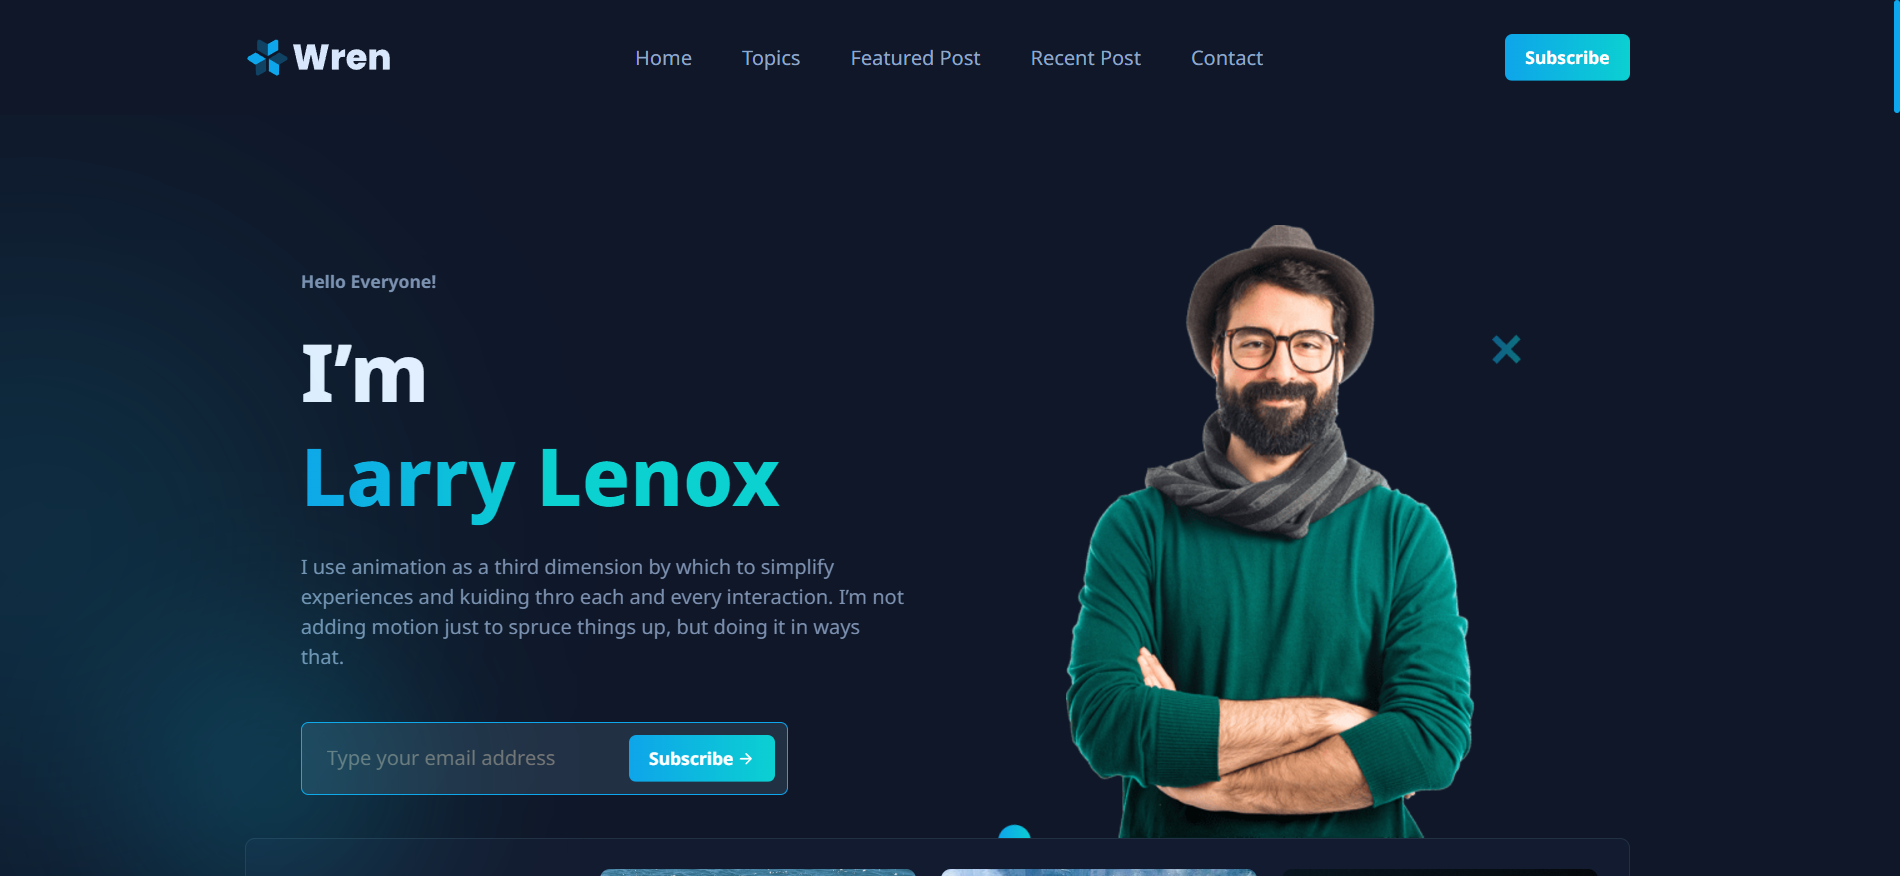 Wren
Home
Topics
Featured Post
Recent Post
Contact
Subscribe
Hello Everyone!
I’m
Larry Lenox
I use animation as a third dimension by which to simplify
experiences and kuiding thro each and every interaction. I’m not
adding motion just to spruce things up, but doing it in ways
that.
Type your email address
Subscribe →